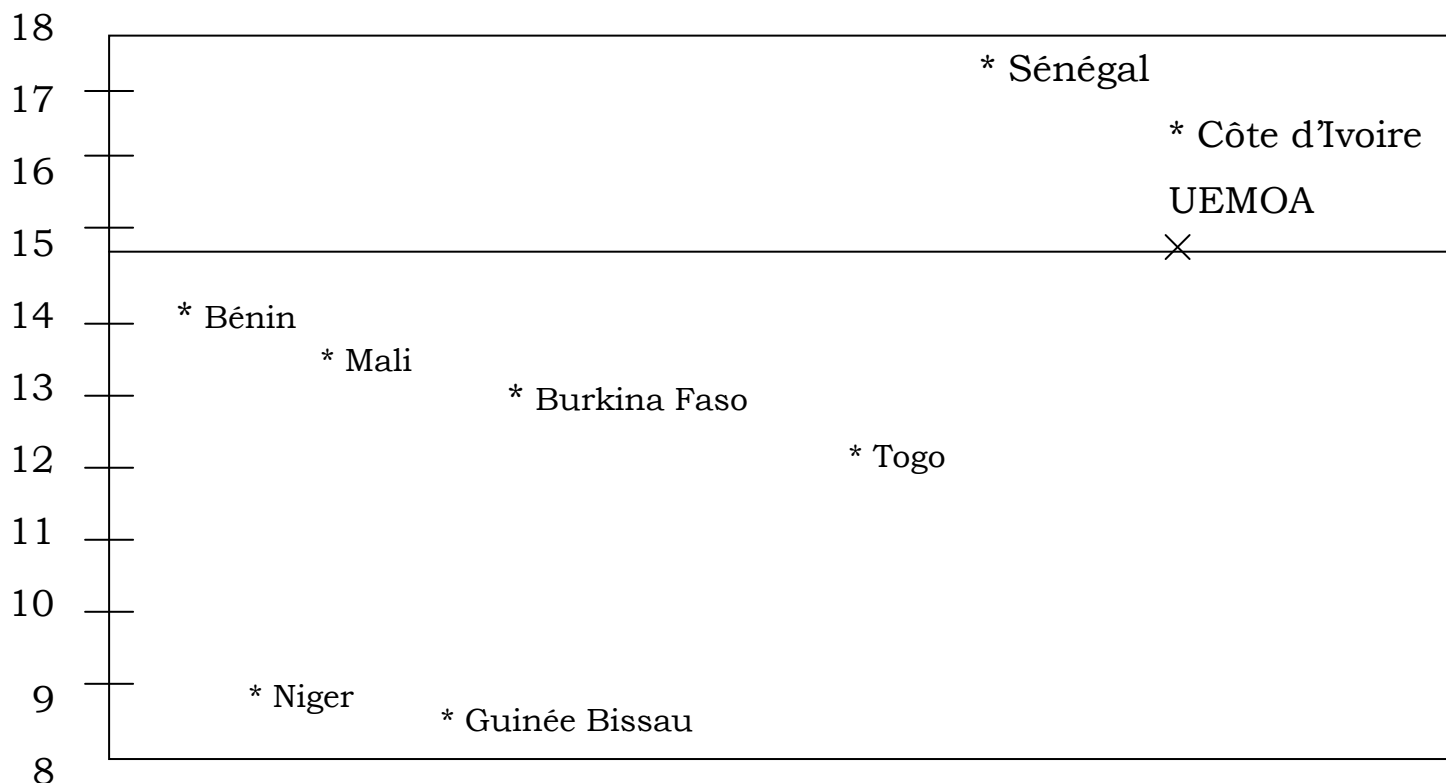 18
* Sénégal
17
* Côte d'Ivoire
16
UEMOA
15
14
* Bénin
* Mali
13
* Burkina Faso
12
* Togo
11
10
9
* Niger
* Guinée Bissau
8